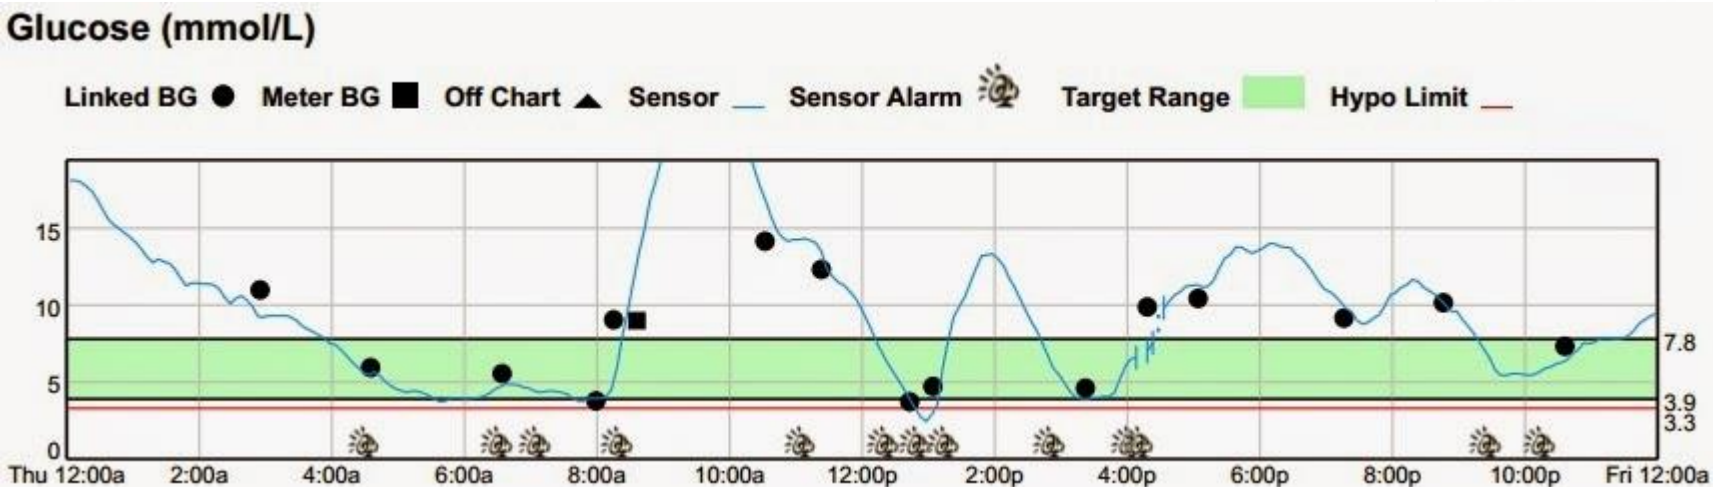 Glucose (mmol/L)
Linked BG Meter BG Off Chart Sensor Sensor Alarm Target Range Hypo Limit
15
10
7.8
5
3.9
3.3
0
Thu 12:00a 2:00a 4:00a 6:00a 8:00a 10:00a 12:00p 2:00p 4:00p 6:00p 8:00p 10:00p Fri 12:00a